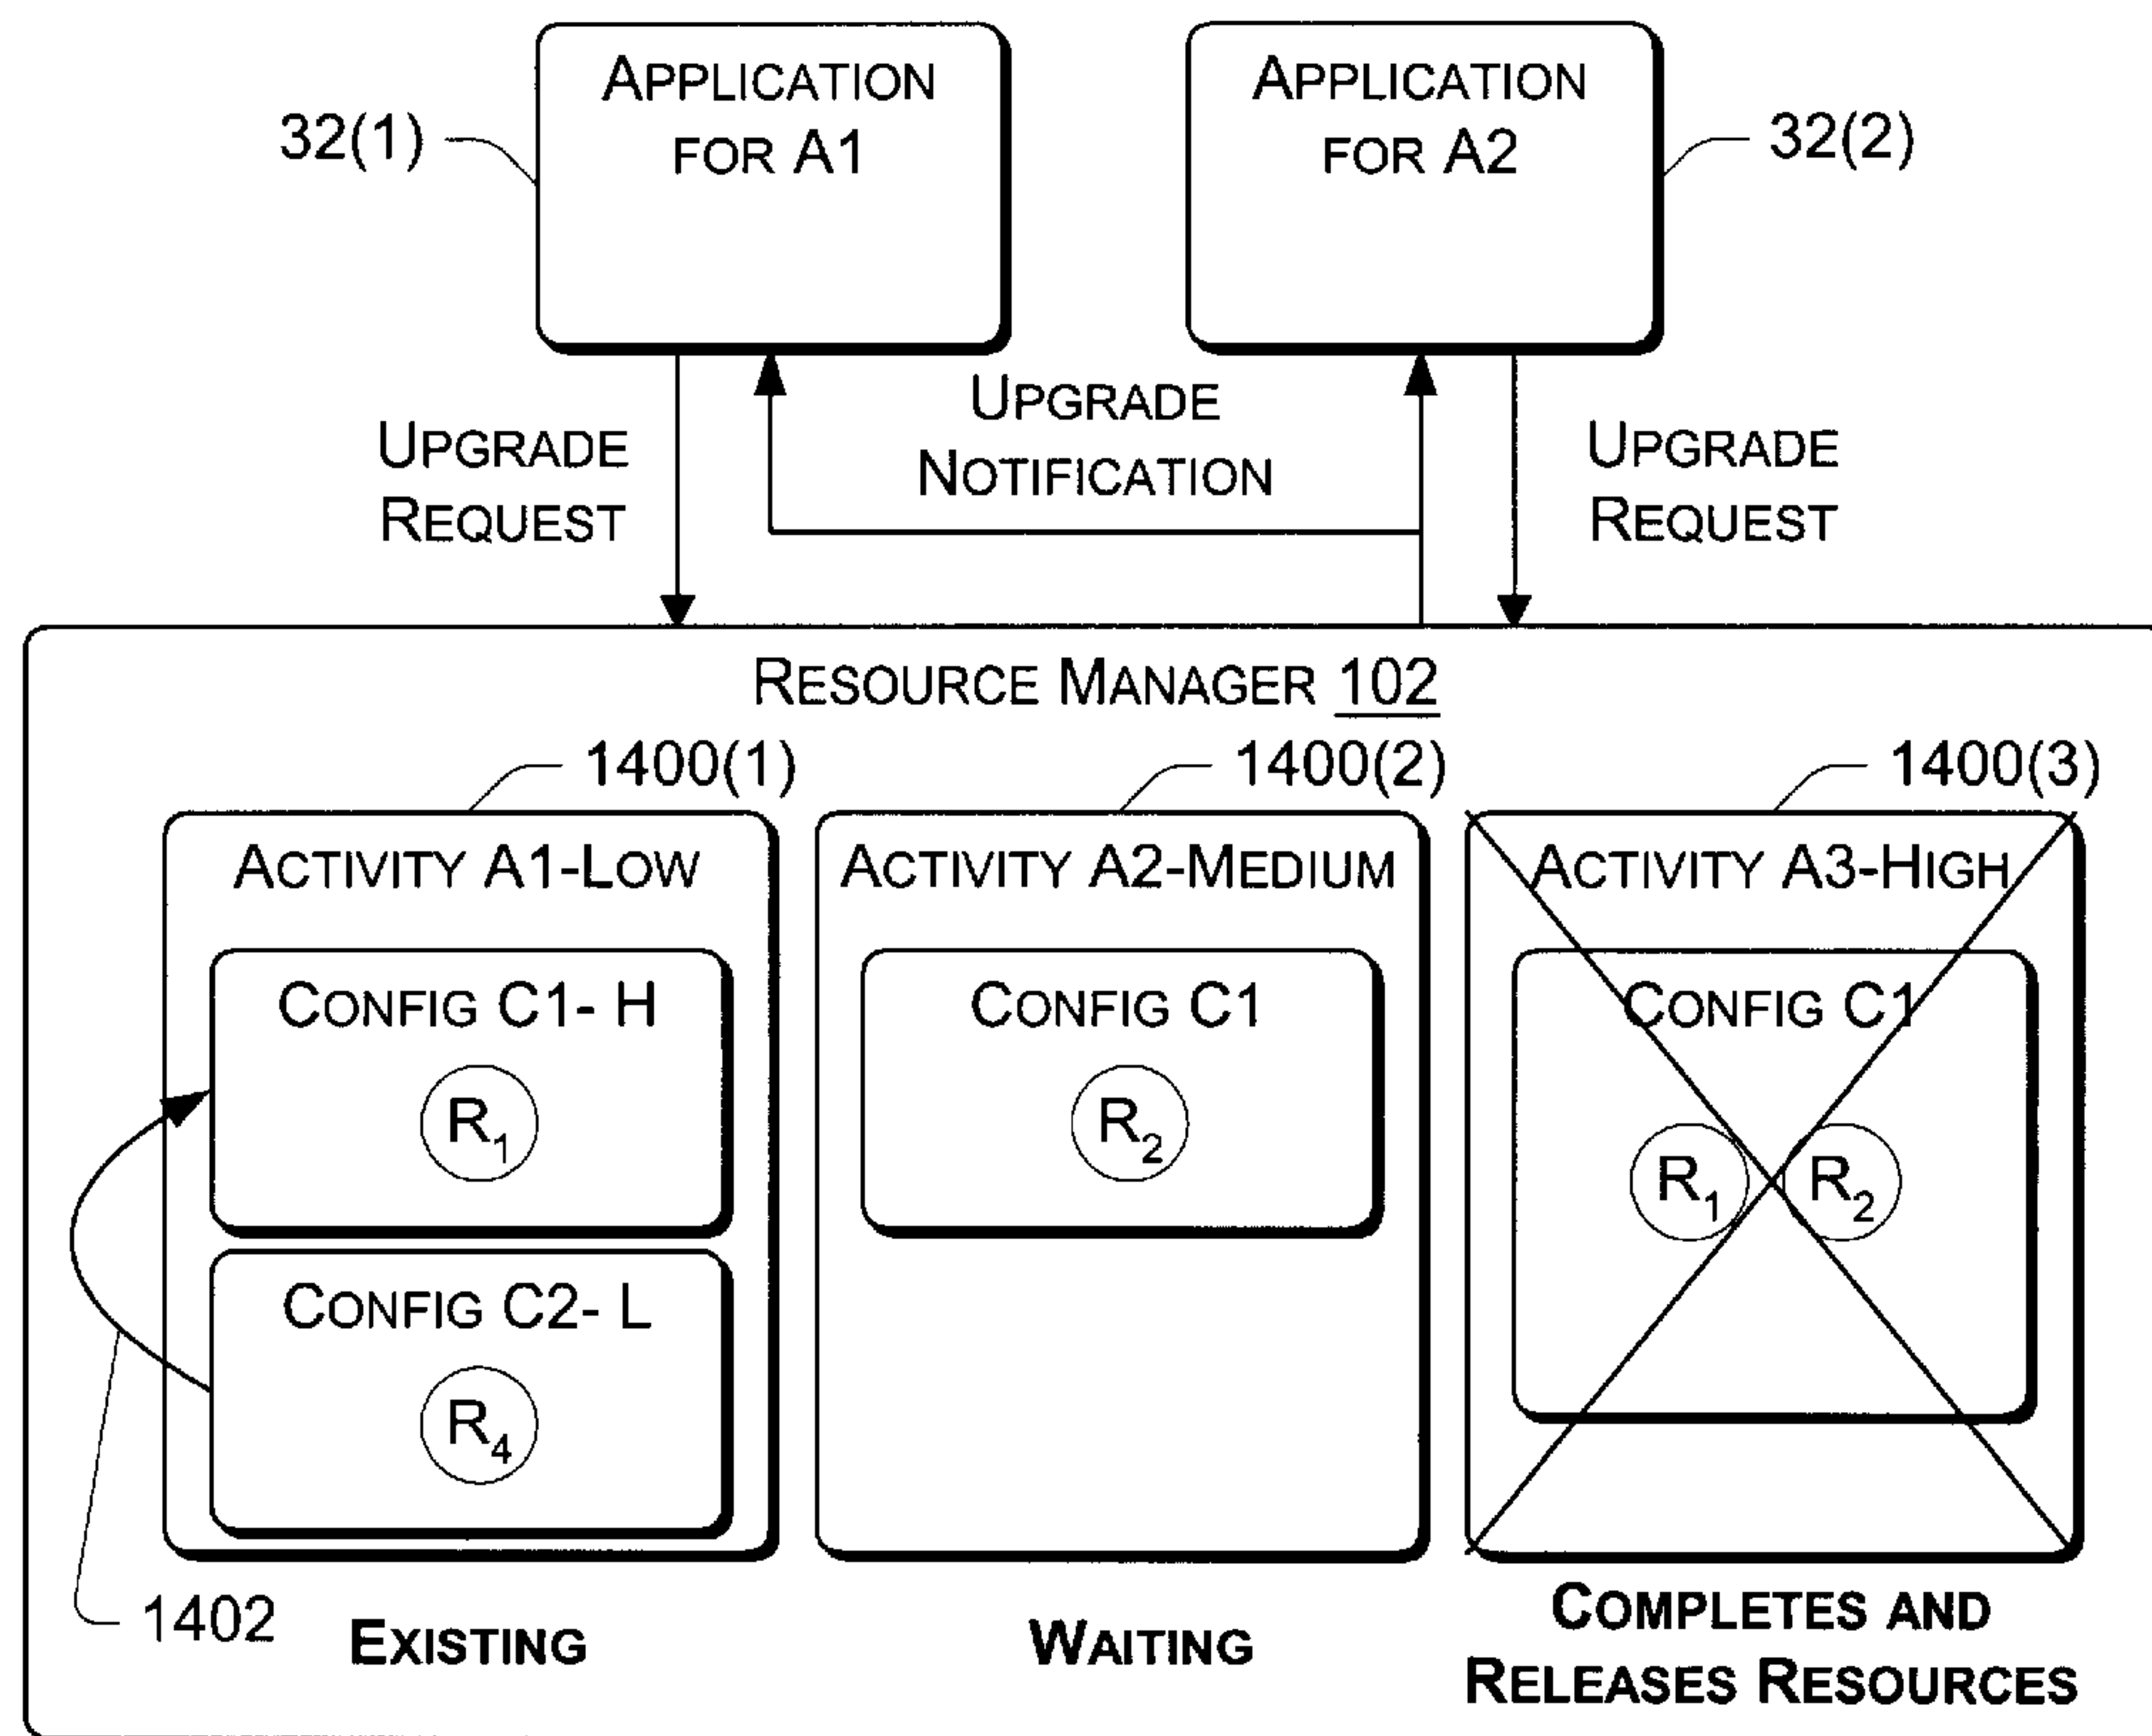 APPLICATION
FOR A1
APPLICATION
FOR A2
32(1)
32(2)
UPGRADE
REQUEST
UPGRADE
NOTIFICATION
UPGRADE
REQUEST
RESOURCE MANAGER 102
1400(1)
1400(2)
1400(3)
ACTIVITY A1-LOW
CONFIG C1- H
R1
CONFIG C2- L
R4
ACTIVITY A2-MEDIUM
CONFIG C1
R2
ACTIVITY A3-HIGH
CONFIG C1
R1 R2
1402
EXISTING
WAITING
COMPLETES AND
RELEASES RESOURCES